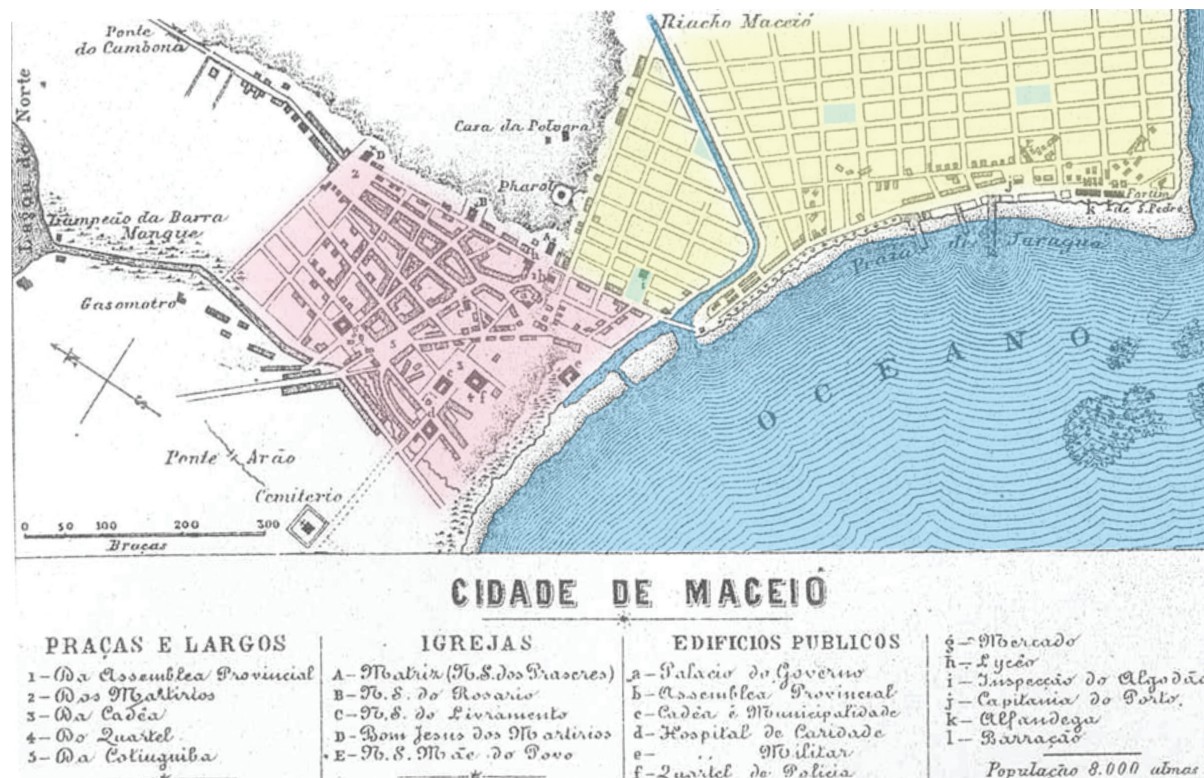 Riacho Maceió
Ponte
do Cambona
Lagoa do Norte
Casa da Polvora
Pharol
Trampeão da Barra
Mangue
Gasometro
Fortim
de S. Pedro
Praia de Jaragua
OCEANO
N
S
Ponte Arão
Cemiterio
0 50 100 200 300
Braças
CIDADE DE MACEIÓ
PRAÇAS E LARGOS
1 – Da Assemblea Provincial
2 – Dos Martirios
3 – Da Cadêa
4 – Do Quartel
5 – Da Cotinguiba
IGREJAS
A – Matriz (N.S. dos Praseres)
B – N. S. do Rosario
C – N. S. do Livramento
D – Bom Jesus dos Martirios
E – N. S. Mãe do Povo
EDIFICIOS PUBLICOS
a – Palacio do Governo
b – Assemblea Provincial
c – Cadêa e Municipalidade
d – Hospital de Caridade
e – ,, Militar
f – Quartel de Policia
g – Mercado
h – Lycêo
i – Inspecção do Algodão
j – Capitania do Porto,
k – Alfandega
l – Barracão
População 8.000 almas